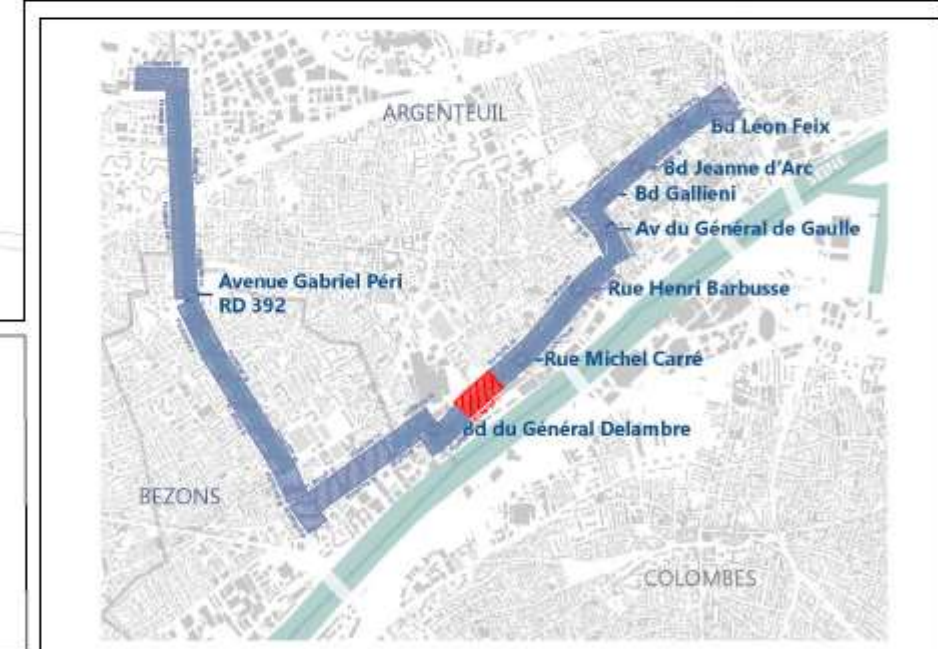 ARGENTEUIL
Bd Léon Feix
Bd Jeanne d'Arc
Bd Gallieni
Av du Général de Gaulle
Avenue Gabriel Péri
RD 392
Rue Henri Barbusse
Rue Michel Carré
Bd du Général Delambre
BEZONS
COLOMBES